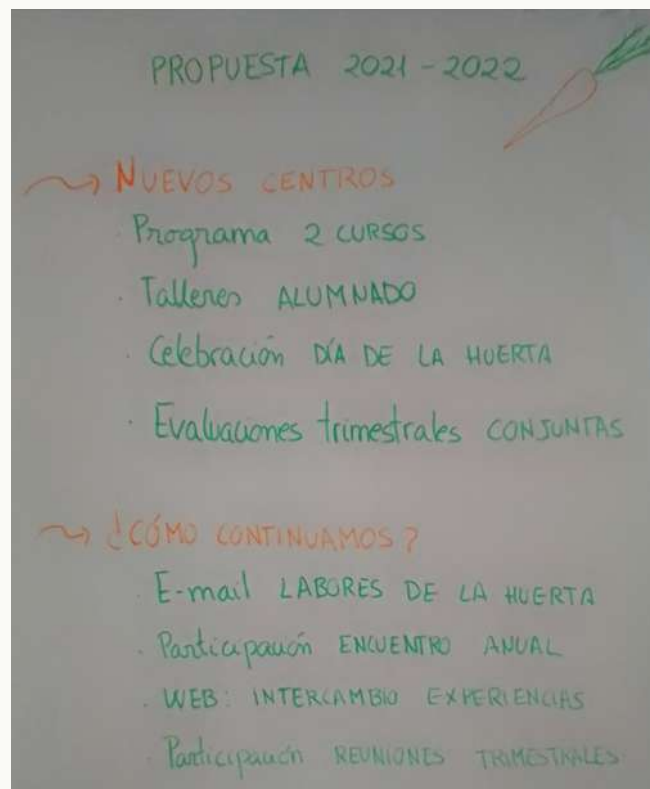 PROPUESTA 2021-2022
NUEVOS CENTROS
· Programa 2 CURSOS
· Talleres ALUMNADO
· Celebración DÍA DE LA HUERTA
· Evaluaciones trimestrales CONJUNTAS
¿CÓMO CONTINUAMOS?
· E-mail LABORES DE LA HUERTA
· Participación ENCUENTRO ANUAL
· WEB: INTERCAMBIO EXPERIENCIAS
· Participación REUNIONES TRIMESTRALES